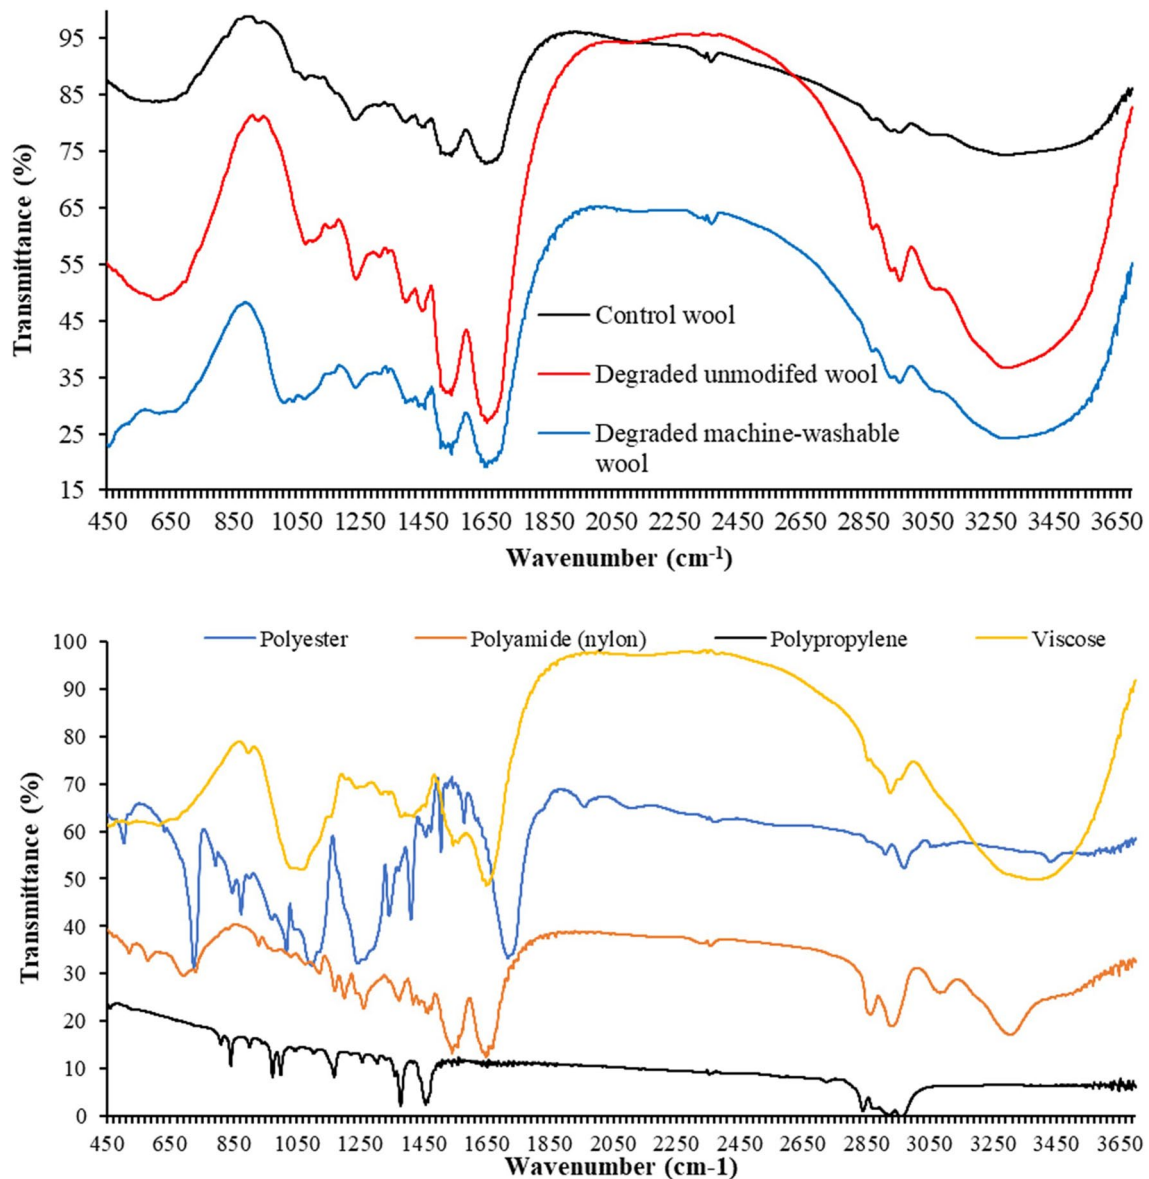 95
85
75
65
55
45
35
25
15
Transmittance (%)
Control wool
Degraded unmodifed wool
Degraded machine-washable
wool
450 650 850 1050 1250 1450 1650 1850 2050 2250 2450 2650 2850 3050 3250 3450 3650
Wavenumber (cm⁻¹)
Polyester Polyamide (nylon) Polypropylene Viscose
100
90
80
70
60
50
40
30
20
10
0
Transmittance (%)
450 650 850 1050 1250 1450 1650 1850 2050 2250 2450 2650 2850 3050 3250 3450 3650
Wavenumber (cm-1)